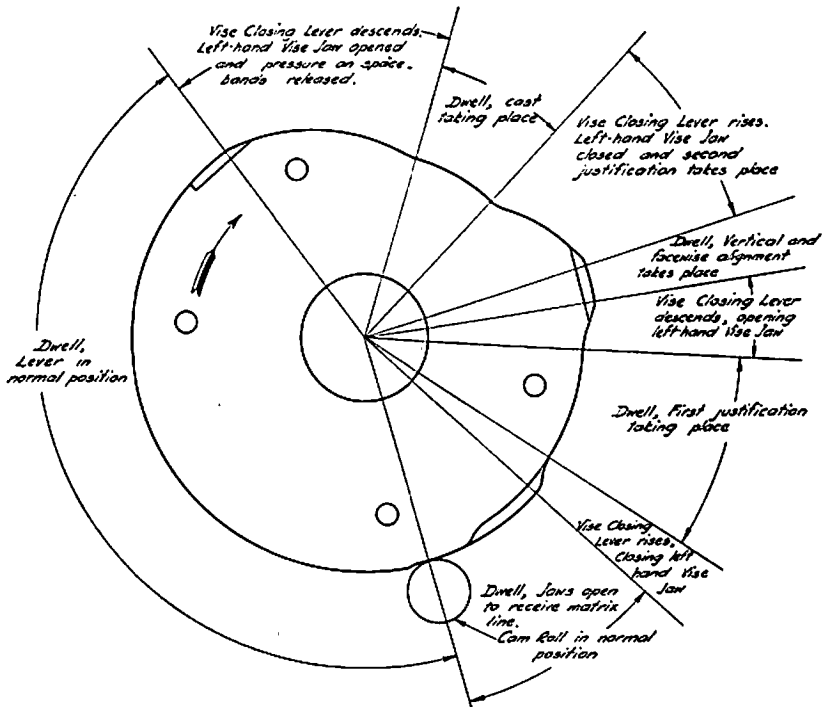 Vise Closing Lever descends.
Left-hand Vise Jaw opened
and pressure on space-
bands released.
Dwell, cast
taking place
Vise Closing Lever rises.
Left-hand Vise Jaw
closed and second
justification takes place
Dwell, Vertical and
facewise alignment
takes place
Vise Closing Lever
descends, opening
left-hand Vise Jaw
Dwell, First justification
taking place
Vise Closing
Lever rises,
Closing left
hand Vise
Jaw
Dwell, Jaws open
to receive matrix
line.
Cam Roll in normal
position
Dwell,
Lever in
normal position